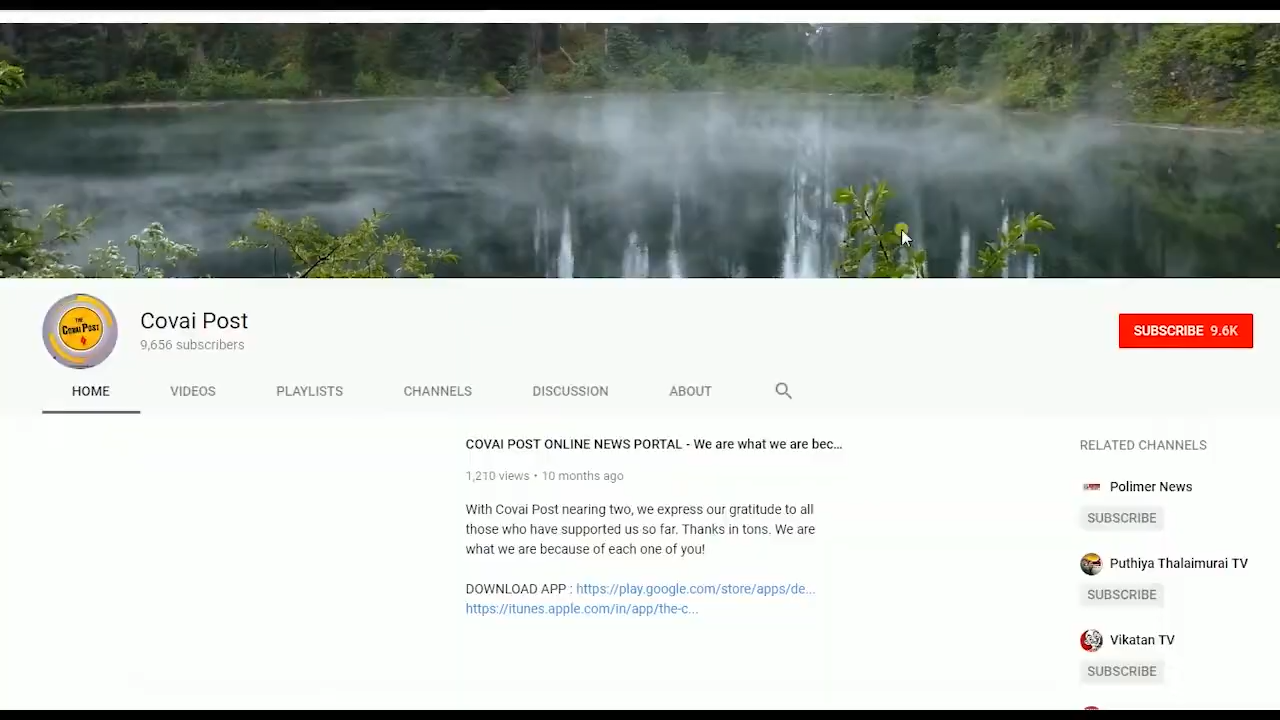 THE
COVAI POST
Covai Post
9,656 subscribers
SUBSCRIBE 9.6K
HOME VIDEOS PLAYLISTS CHANNELS DISCUSSION ABOUT
COVAI POST ONLINE NEWS PORTAL - We are what we are bec...
1,210 views • 10 months ago
With Covai Post nearing two, we express our gratitude to all
those who have supported us so far. Thanks in tons. We are
what we are because of each one of you!
DOWNLOAD APP : https://play.google.com/store/apps/de...
https://itunes.apple.com/in/app/the-c...
RELATED CHANNELS
Polimer News
SUBSCRIBE
Puthiya Thalaimurai TV
SUBSCRIBE
Vikatan TV
SUBSCRIBE